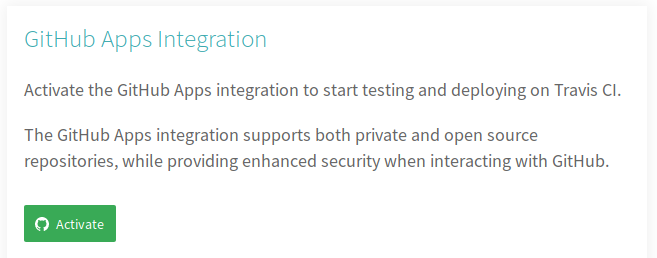 GitHub Apps Integration
Activate the GitHub Apps integration to start testing and deploying on Travis CI.
The GitHub Apps integration supports both private and open source
repositories, while providing enhanced security when interacting with GitHub.
Activate